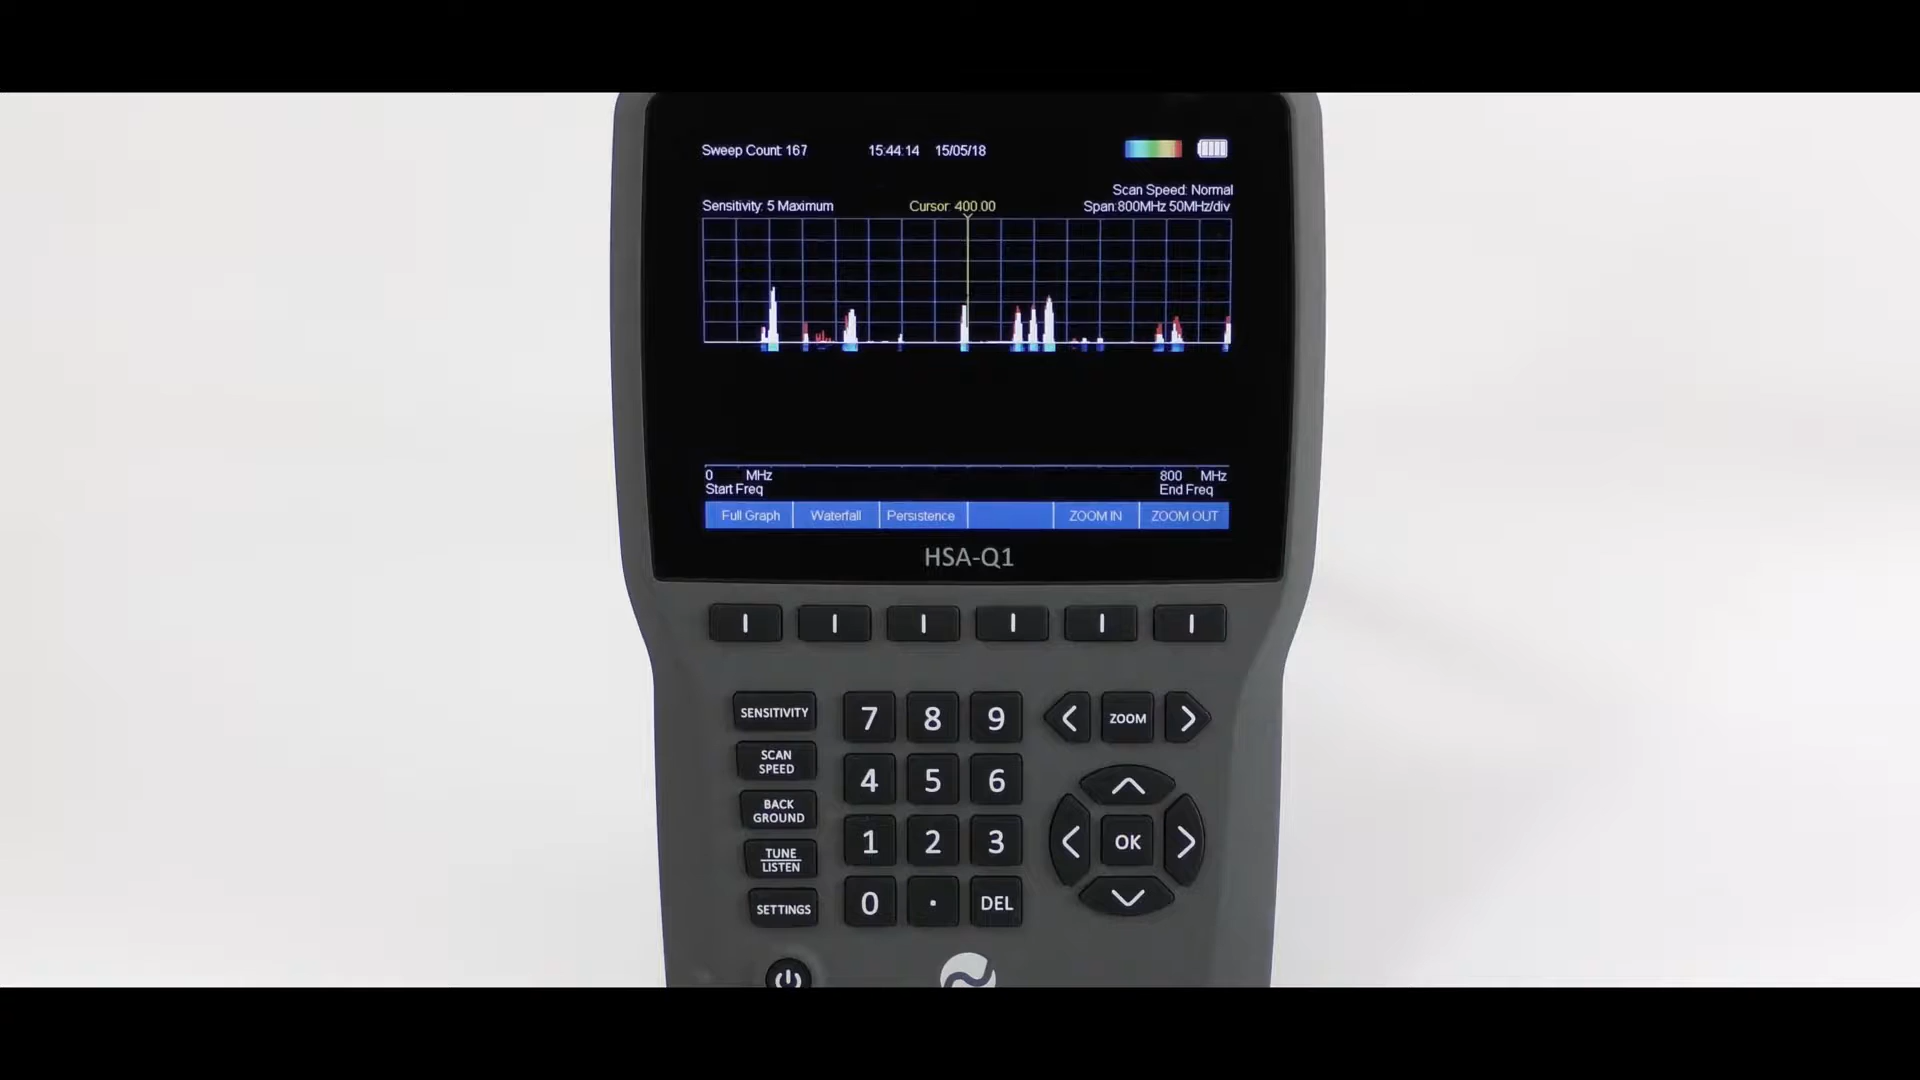 Sweep Count: 167 15:44:14 15/05/18
Scan Speed: Normal
Sensitivity: 5 Maximum Cursor: 400.00 Span:800MHz 50MHz/div
0 MHz 800 MHz
Start Freq End Freq
Full Graph Waterfall Persistence ZOOM IN ZOOM OUT
HSA-Q1
SENSITIVITY 7 8 9 ZOOM
SCAN
SPEED
4 5 6
BACK
GROUND
1 2 3 OK
TUNE
LISTEN
SETTINGS 0 . DEL